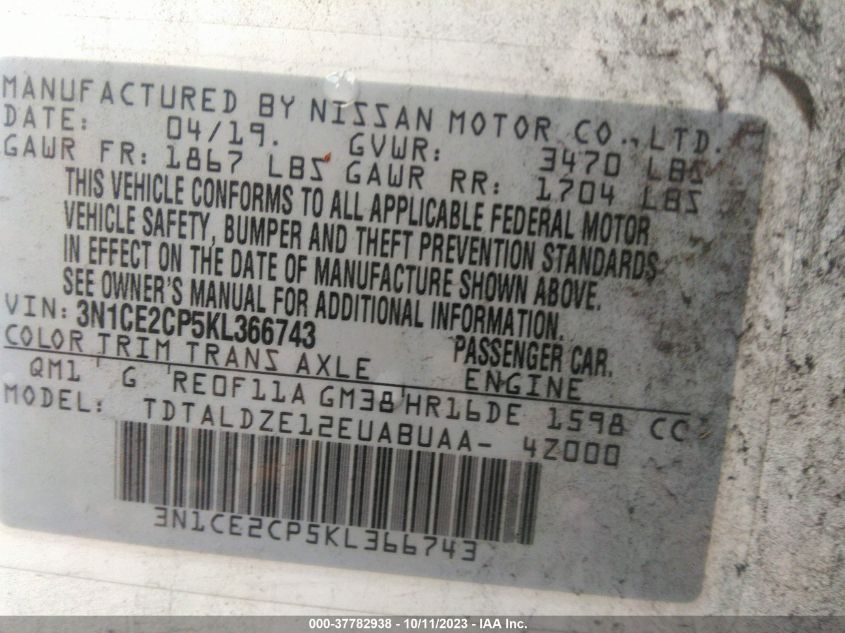 MANUFACTURED BY NISSAN MOTOR CO., LTD.
DATE: 04/19. GVWR: 3470 LBS
GAWR FR: 1867 LBS GAWR RR: 1704 LBS
THIS VEHICLE CONFORMS TO ALL APPLICABLE FEDERAL MOTOR
VEHICLE SAFETY, BUMPER AND THEFT PREVENTION STANDARDS
IN EFFECT ON THE DATE OF MANUFACTURE SHOWN ABOVE.
SEE OWNER'S MANUAL FOR ADDITIONAL INFORMATION.
VIN: 3N1CE2CP5KL366743 PASSENGER CAR.
COLOR TRIM TRANS AXLE ENGINE
QM1 G RE0F11A GM38 HR16DE 1598 CC
MODEL: TDTALDZE12EUABUAA- 4Z000
3N1CE2CP5KL366743
000-37782938 - 10/11/2023 - IAA Inc.